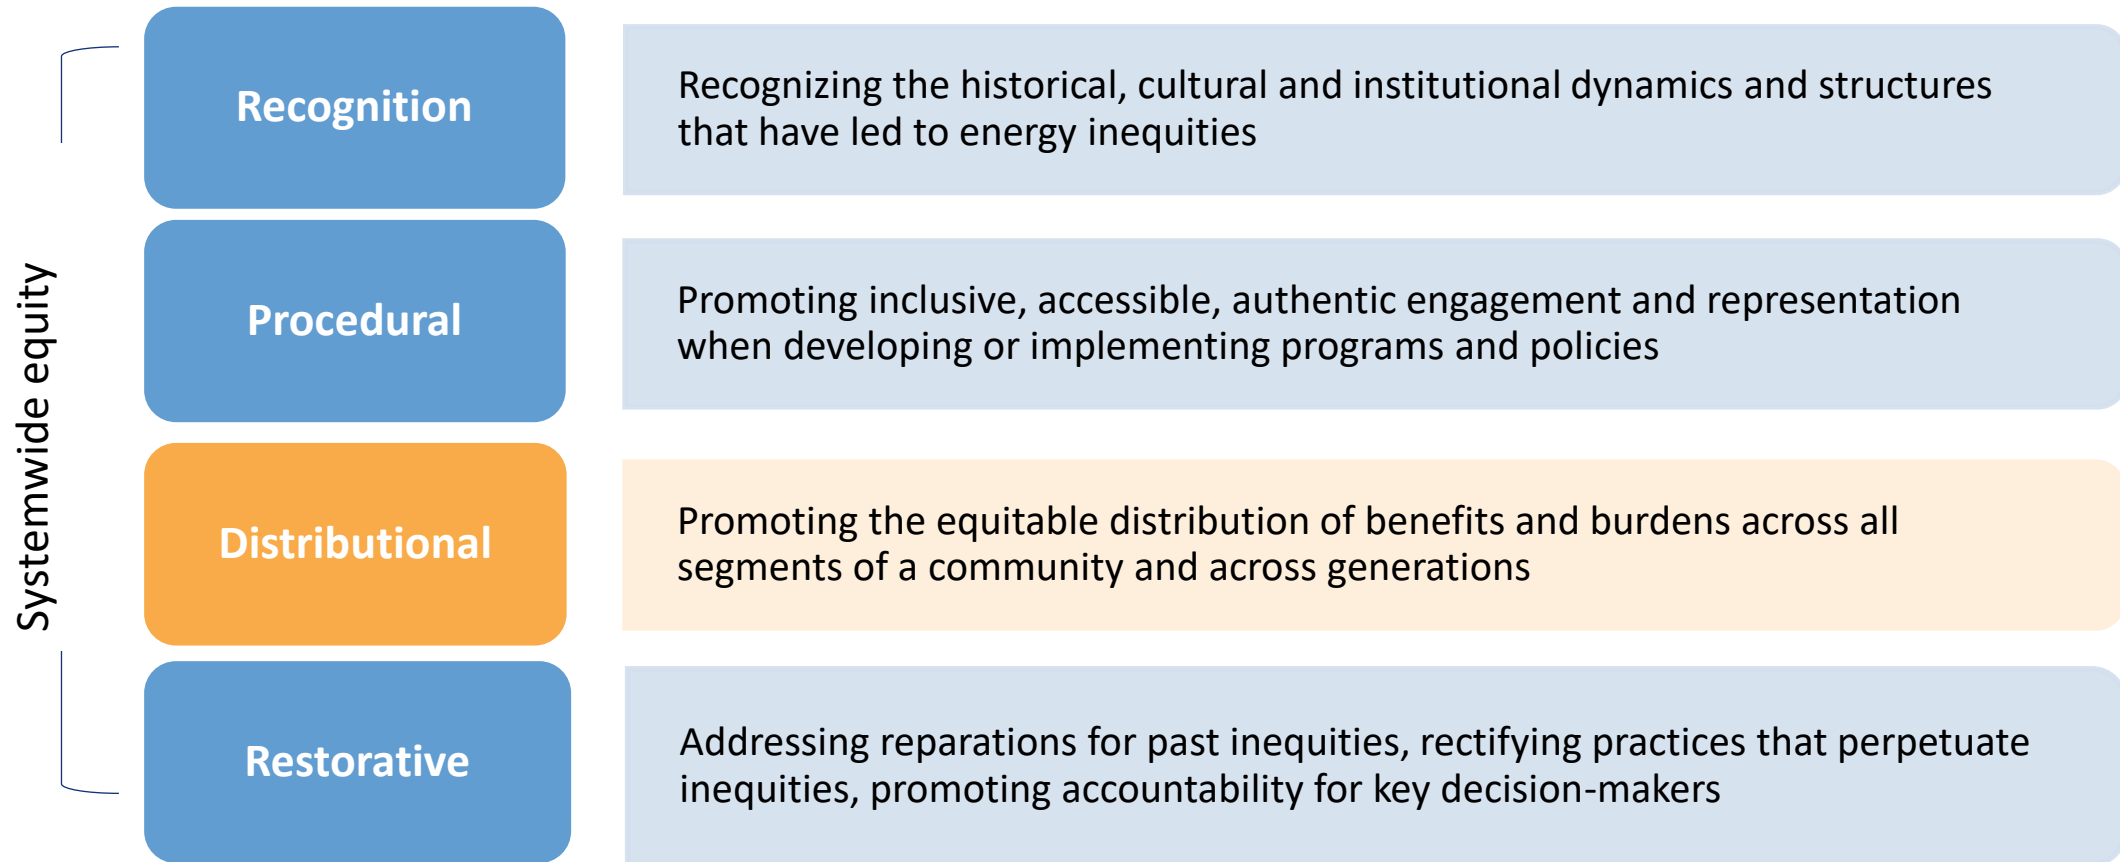 Systemwide equity
Recognition
Recognizing the historical, cultural and institutional dynamics and structures
that have led to energy inequities
Procedural
Promoting inclusive, accessible, authentic engagement and representation
when developing or implementing programs and policies
Distributional
Promoting the equitable distribution of benefits and burdens across all
segments of a community and across generations
Restorative
Addressing reparations for past inequities, rectifying practices that perpetuate
inequities, promoting accountability for key decision-makers